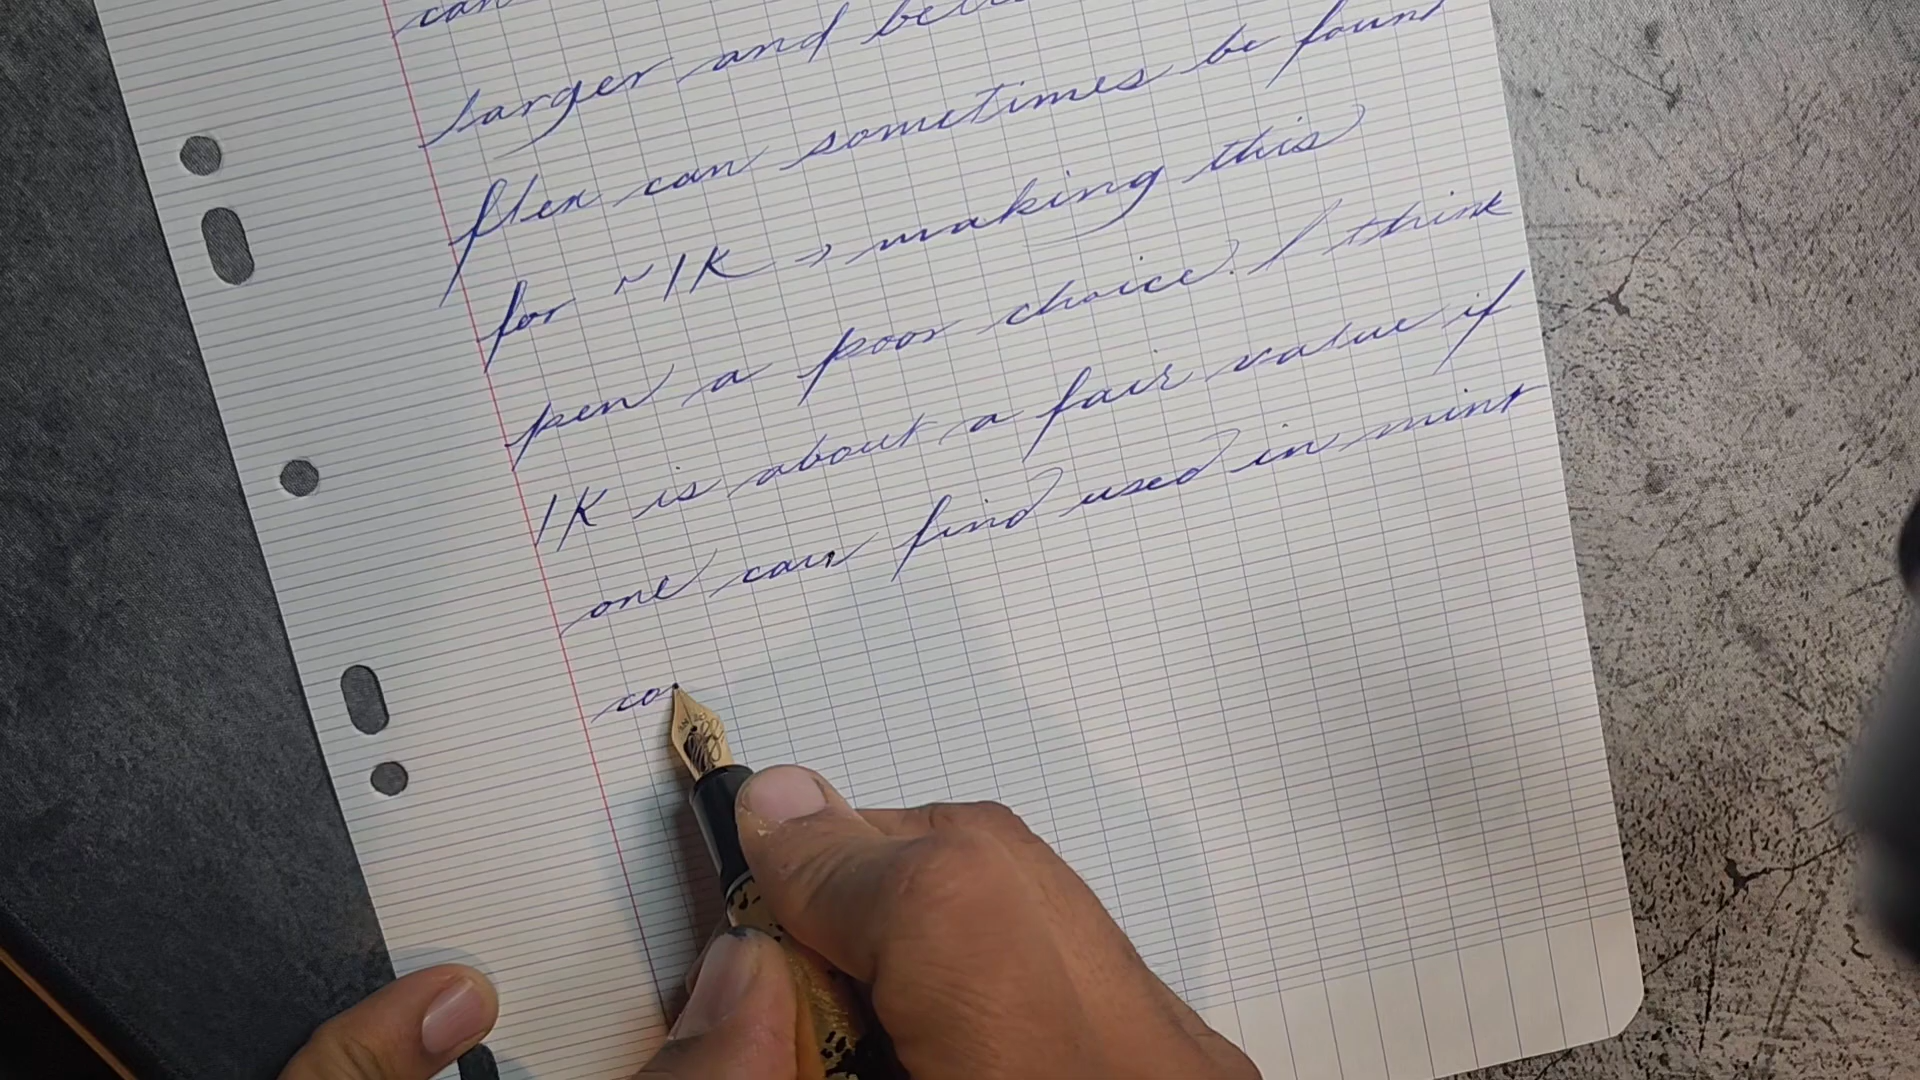 can
larger and
flex can sometimes be found
for ~1K, making this
pen a poor choice. I think
1K is about a fair value if
one can find used in mint
co